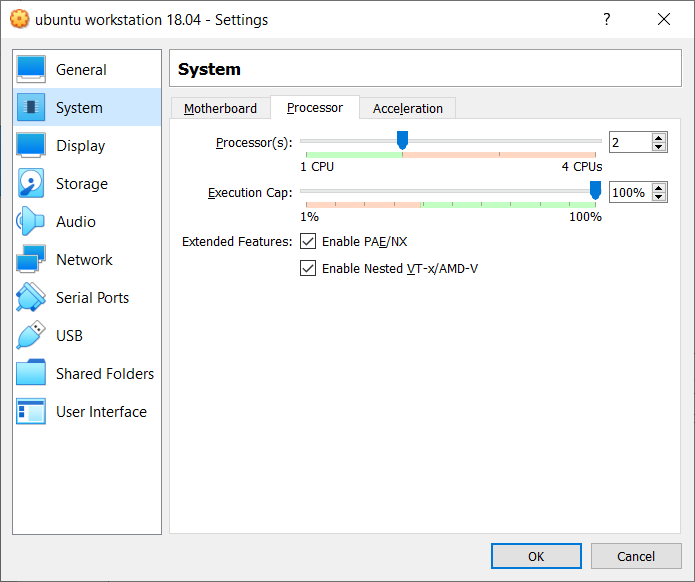 ubuntu workstation 18.04 - Settings
?
General
System
Display
Storage
Audio
Network
Serial Ports
USB
Shared Folders
User Interface
System
Motherboard Processor Acceleration
Processor(s): 2
1 CPU 4 CPUs
Execution Cap: 100%
1% 100%
Extended Features: Enable PAE/NX
Enable Nested VT-x/AMD-V
OK Cancel